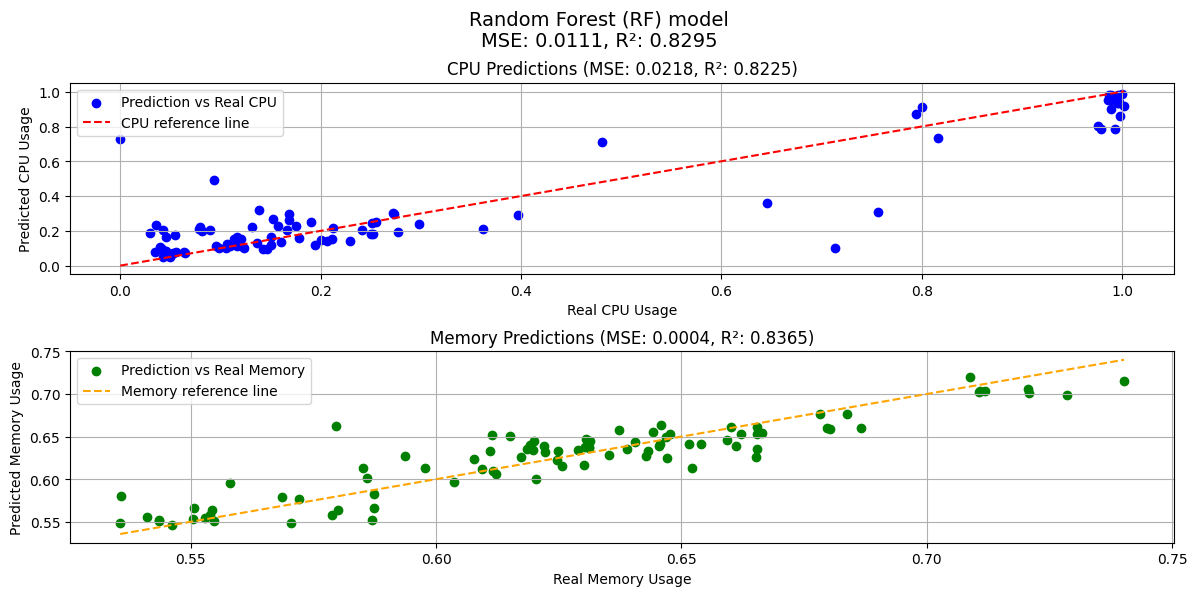 Random Forest (RF) model
MSE: 0.0111, R²: 0.8295
CPU Predictions (MSE: 0.0218, R²: 0.8225)
Prediction vs Real CPU
CPU reference line
Predicted CPU Usage
1.0
0.8
0.6
0.4
0.2
0.0
0.0 0.2 0.4 0.6 0.8 1.0
Real CPU Usage
Memory Predictions (MSE: 0.0004, R²: 0.8365)
Prediction vs Real Memory
Memory reference line
Predicted Memory Usage
0.75
0.70
0.65
0.60
0.55
0.55 0.60 0.65 0.70 0.75
Real Memory Usage